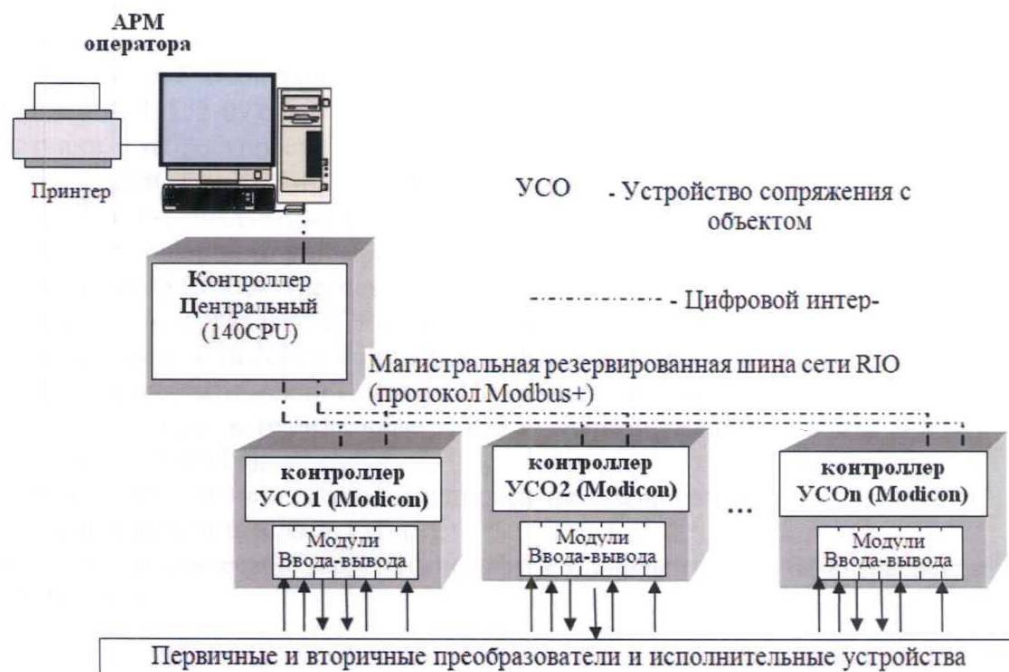 АРМ
оператора
Принтер
УСО - Устройство сопряжения с
объектом
Контроллер
Центральный
(140CPU)
- Цифровой интер-
Магистральная резервированная шина сети RIO
(протокол Modbus+)
контроллер
УСО1 (Modicon)
Модули
Ввода-вывода
контроллер
УСО2 (Modicon)
Модули
Ввода-вывода
...
контроллер
УСОn (Modicon)
Модули
Ввода-вывода
Первичные и вторичные преобразователи и исполнительные устройства